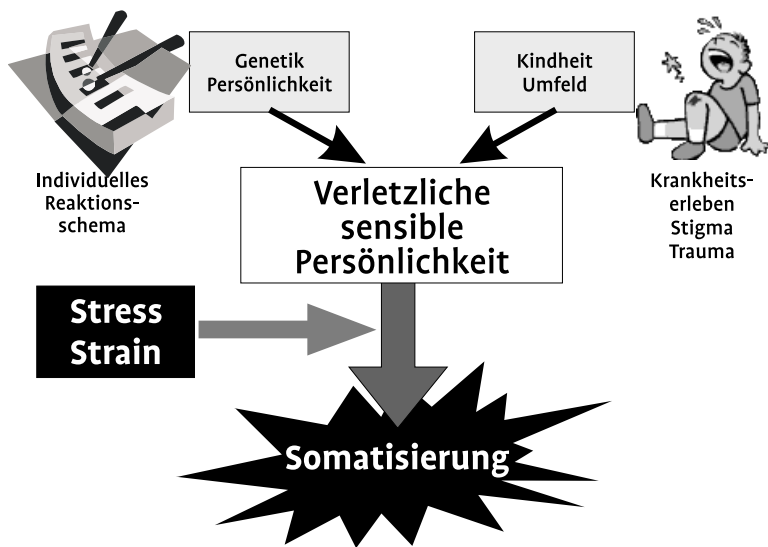 Genetik
Persönlichkeit
Kindheit
Umfeld
Individuelles
Reaktions-
schema
Verletzliche
sensible
Persönlichkeit
Krankheits-
erleben
Stigma
Trauma
Stress
Strain
Somatisierung